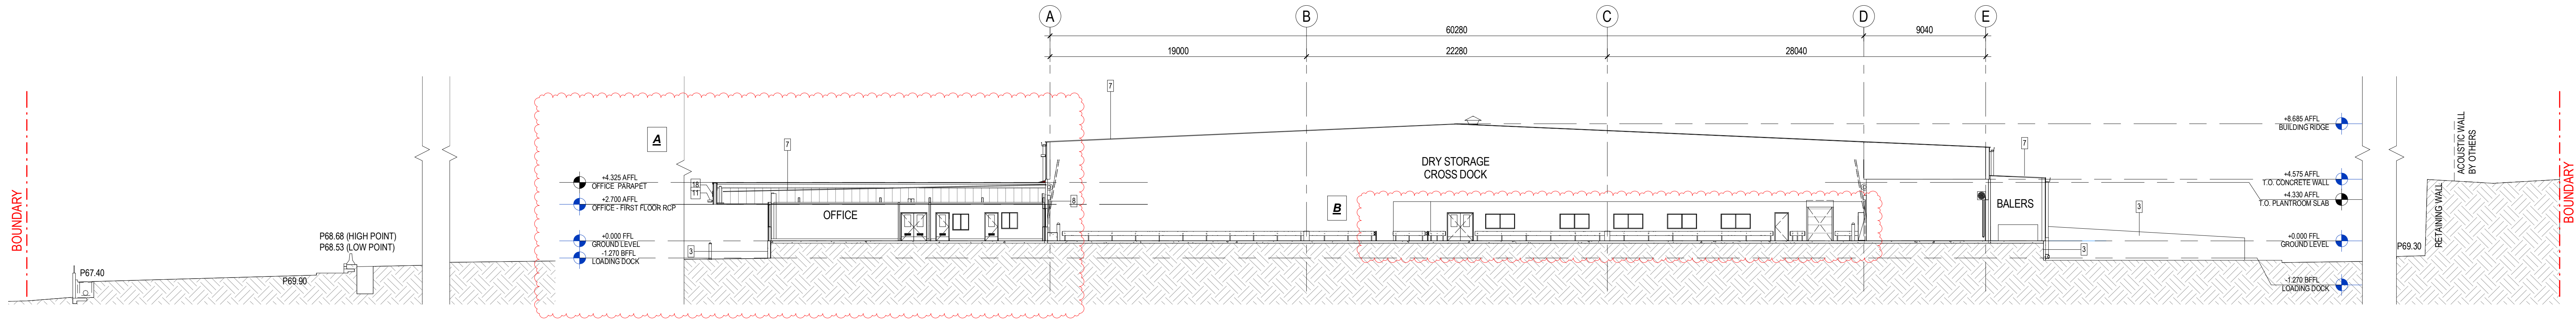 A
B
C
D
E
60280
9040
19000
22280
28040
7
+8.685 AFFL
BUILDING RIDGE
ACOUSTIC WALL
BY OTHERS
A
7
7
DRY STORAGE
CROSS DOCK
+4.325 AFFL
OFFICE PARAPET
18
11
+4.575 AFFL
T.O. CONCRETE WALL
+2.700 AFFL
OFFICE - FIRST FLOOR RCP
8
B
+4.330 AFFL
T.O. PLANTROOM SLAB
OFFICE
BALERS
3
BOUNDARY
BOUNDARY
RETAINING WALL
P68.68 (HIGH POINT)
P68.53 (LOW POINT)
+0.000 FFL
GROUND LEVEL
+0.000 FFL
GROUND LEVEL
P69.30
3
3
-1.270 BFFL
LOADING DOCK
P67.40
P69.90
-1.270 BFFL
LOADING DOCK